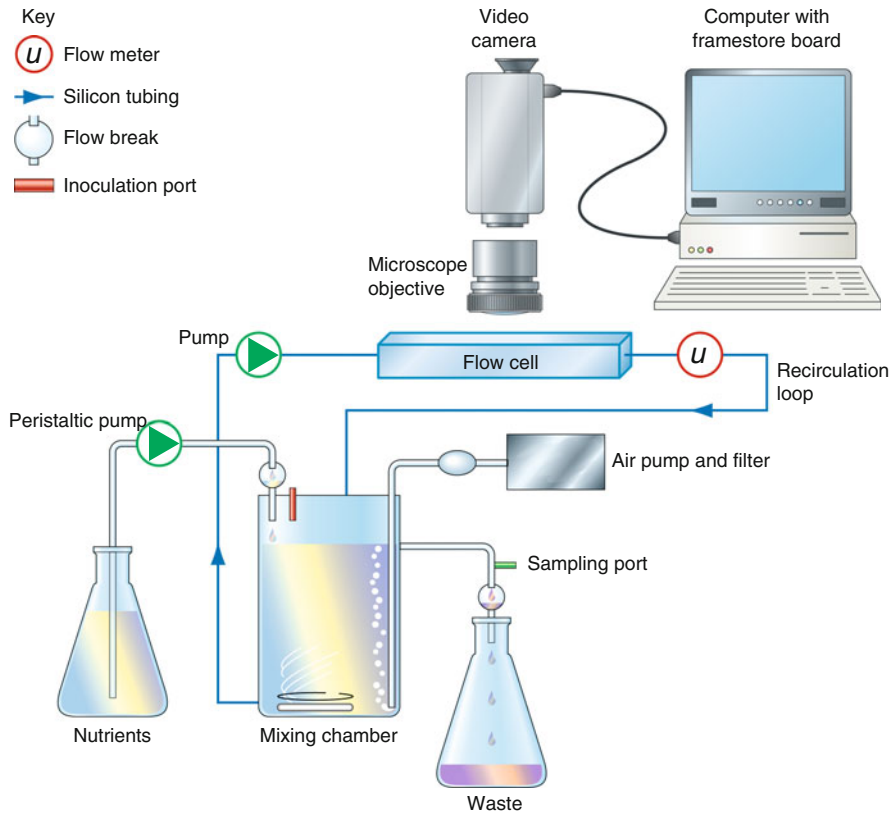 Key
u Flow meter
Silicon tubing
Flow break
Inoculation port
Video
camera
Computer with
framestore board
Microscope
objective
Pump
Flow cell
u
Recirculation
loop
Peristaltic pump
Air pump and filter
Sampling port
Nutrients
Mixing chamber
Waste